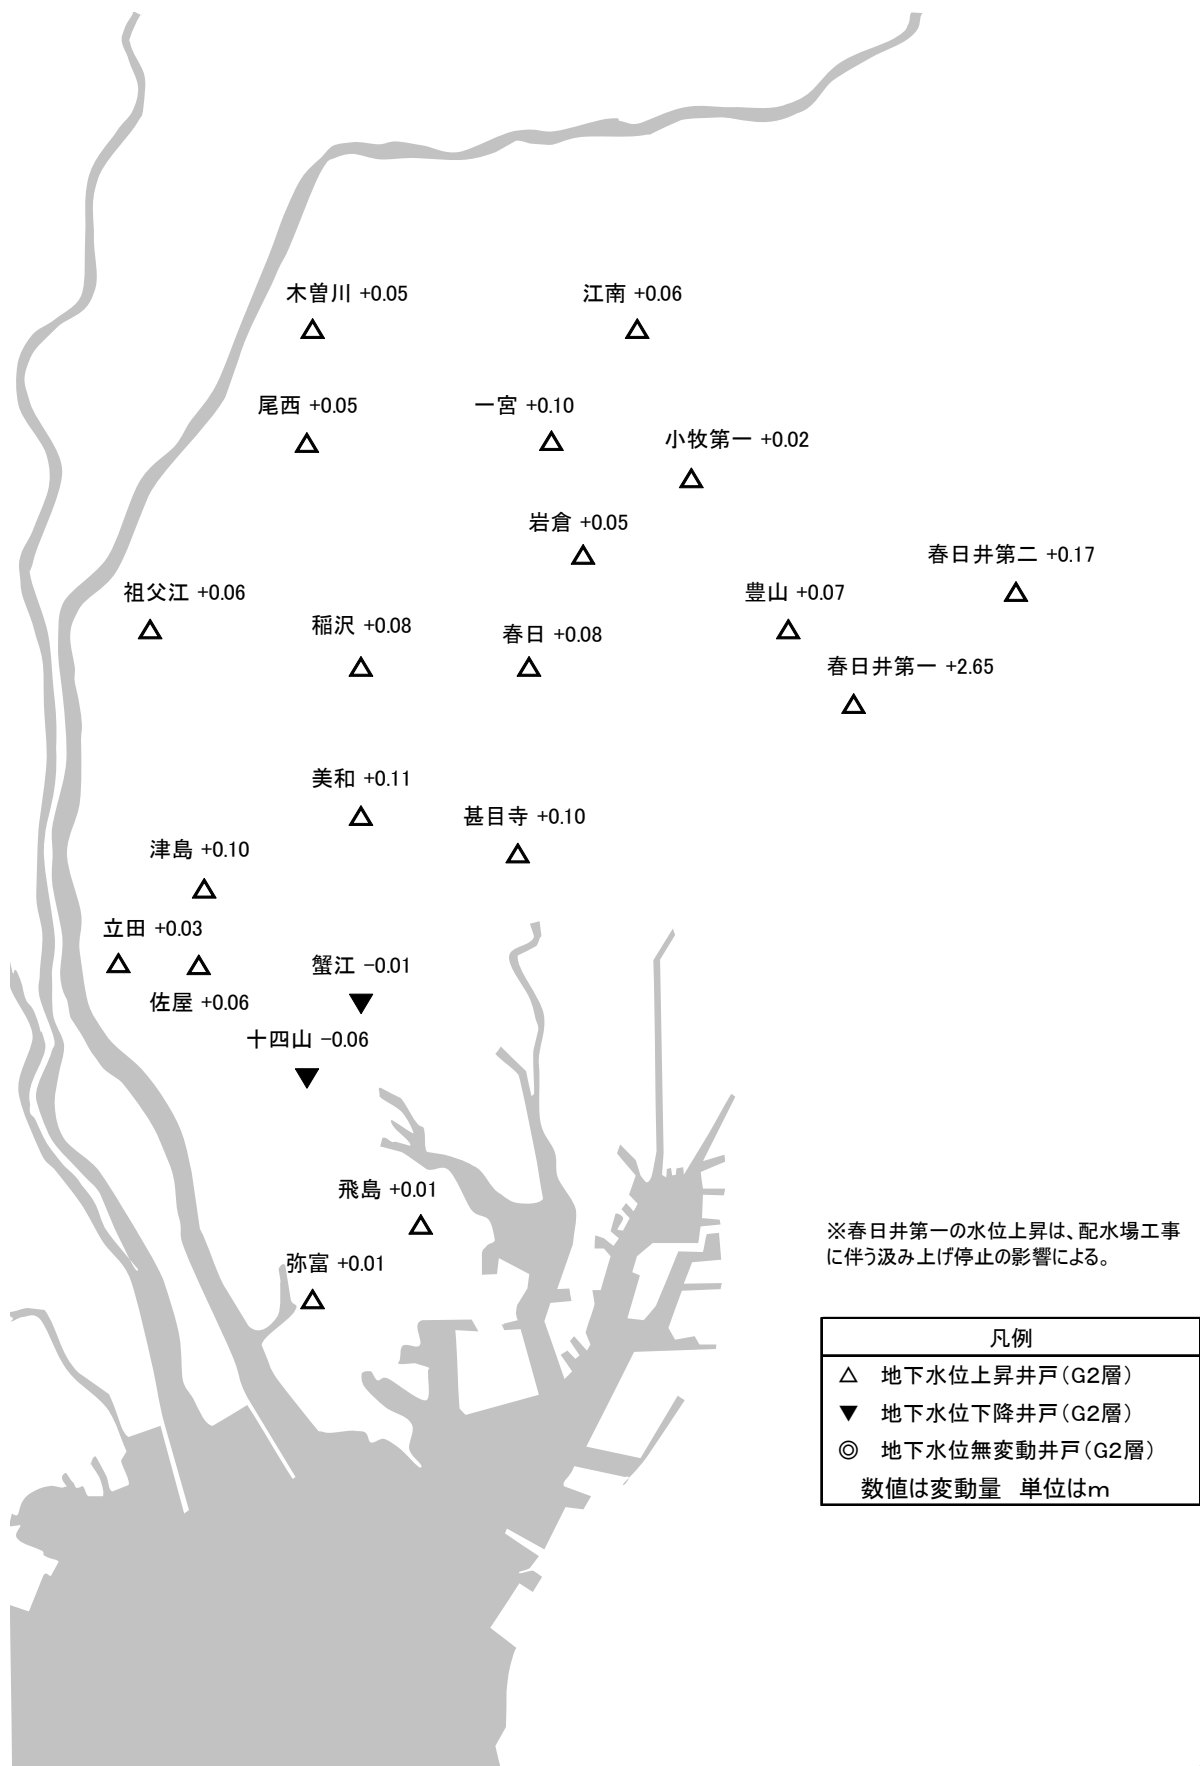 木曽川 +0.05
江南 +0.06
尾西 +0.05
一宮 +0.10
小牧第一 +0.02
岩倉 +0.05
春日井第二 +0.17
祖父江 +0.06
豊山 +0.07
稲沢 +0.08
春日 +0.08
春日井第一 +2.65
美和 +0.11
甚目寺 +0.10
津島 +0.10
立田 +0.03
蟹江 −0.01
佐屋 +0.06
十四山 −0.06
飛島 +0.01
弥富 +0.01
※春日井第一の水位上昇は、配水場工事
に伴う汲み上げ停止の影響による。
凡例
△ 地下水位上昇井戸（G2層）
▼ 地下水位下降井戸（G2層）
◎ 地下水位無変動井戸（G2層）
数値は変動量 単位はm